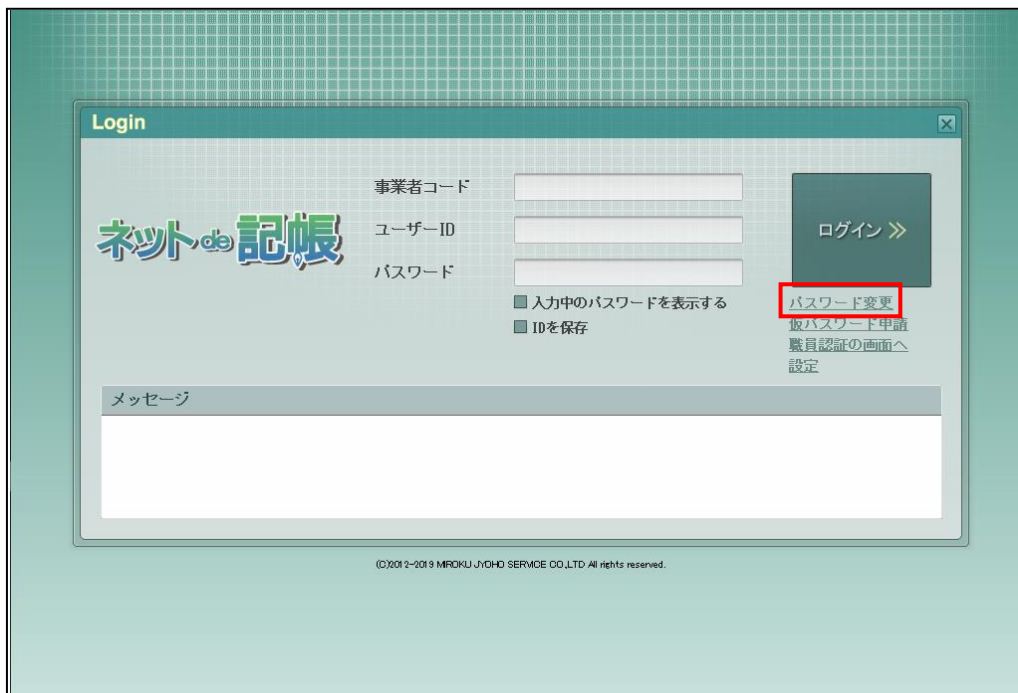 Login
ネットde記帳
事業者コード
ユーザーID
パスワード
入力中のパスワードを表示する
IDを保存
ログイン
パスワード変更
仮パスワード申請
職員認証の画面へ
設定
メッセージ
(C)2012-2019 MIROKU JYOHO SERVICE CO.,LTD All rights reserved.